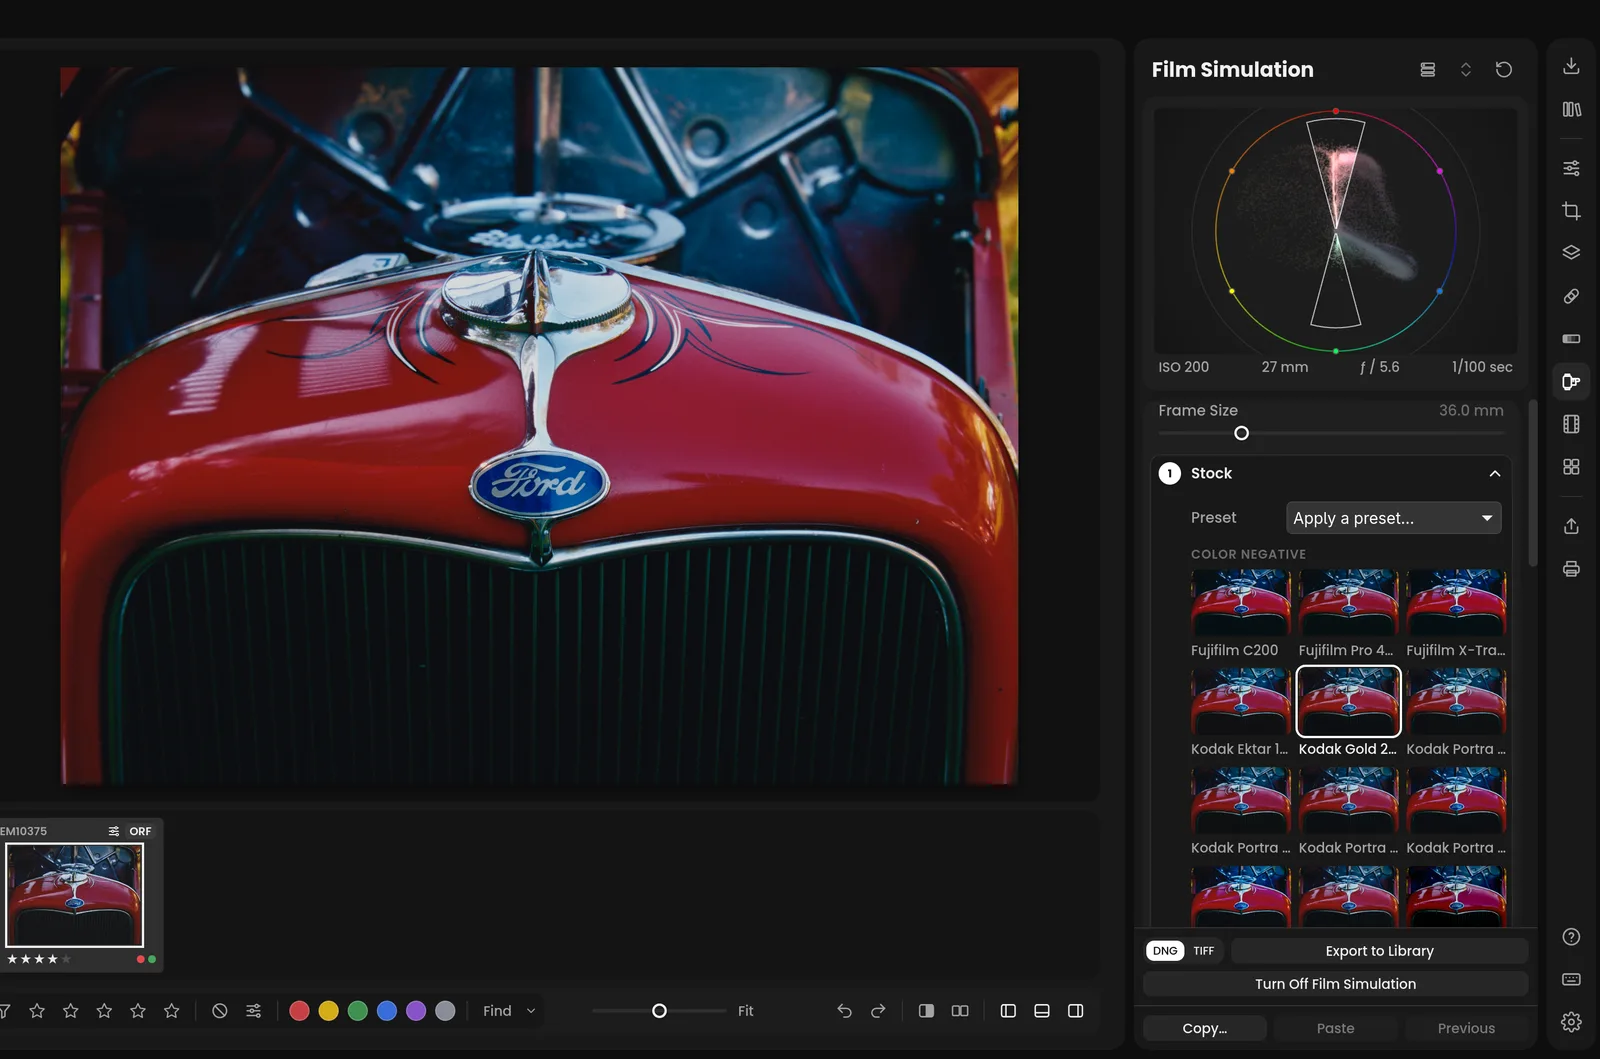 Film Simulation
ISO 200 27 mm ƒ / 5.6 1/100 sec
Frame Size 36.0 mm
1 Stock
Preset Apply a preset...
COLOR NEGATIVE
Fujifilm C200 Fujifilm Pro 4... Fujifilm X-Tra...
Kodak Ektar 1... Kodak Gold 2... Kodak Portra ...
Kodak Portra ... Kodak Portra ... Kodak Portra ...
DNG TIFF Export to Library
Turn Off Film Simulation
Copy... Paste Previous
Ford
EM10375 ORF
Find Fit